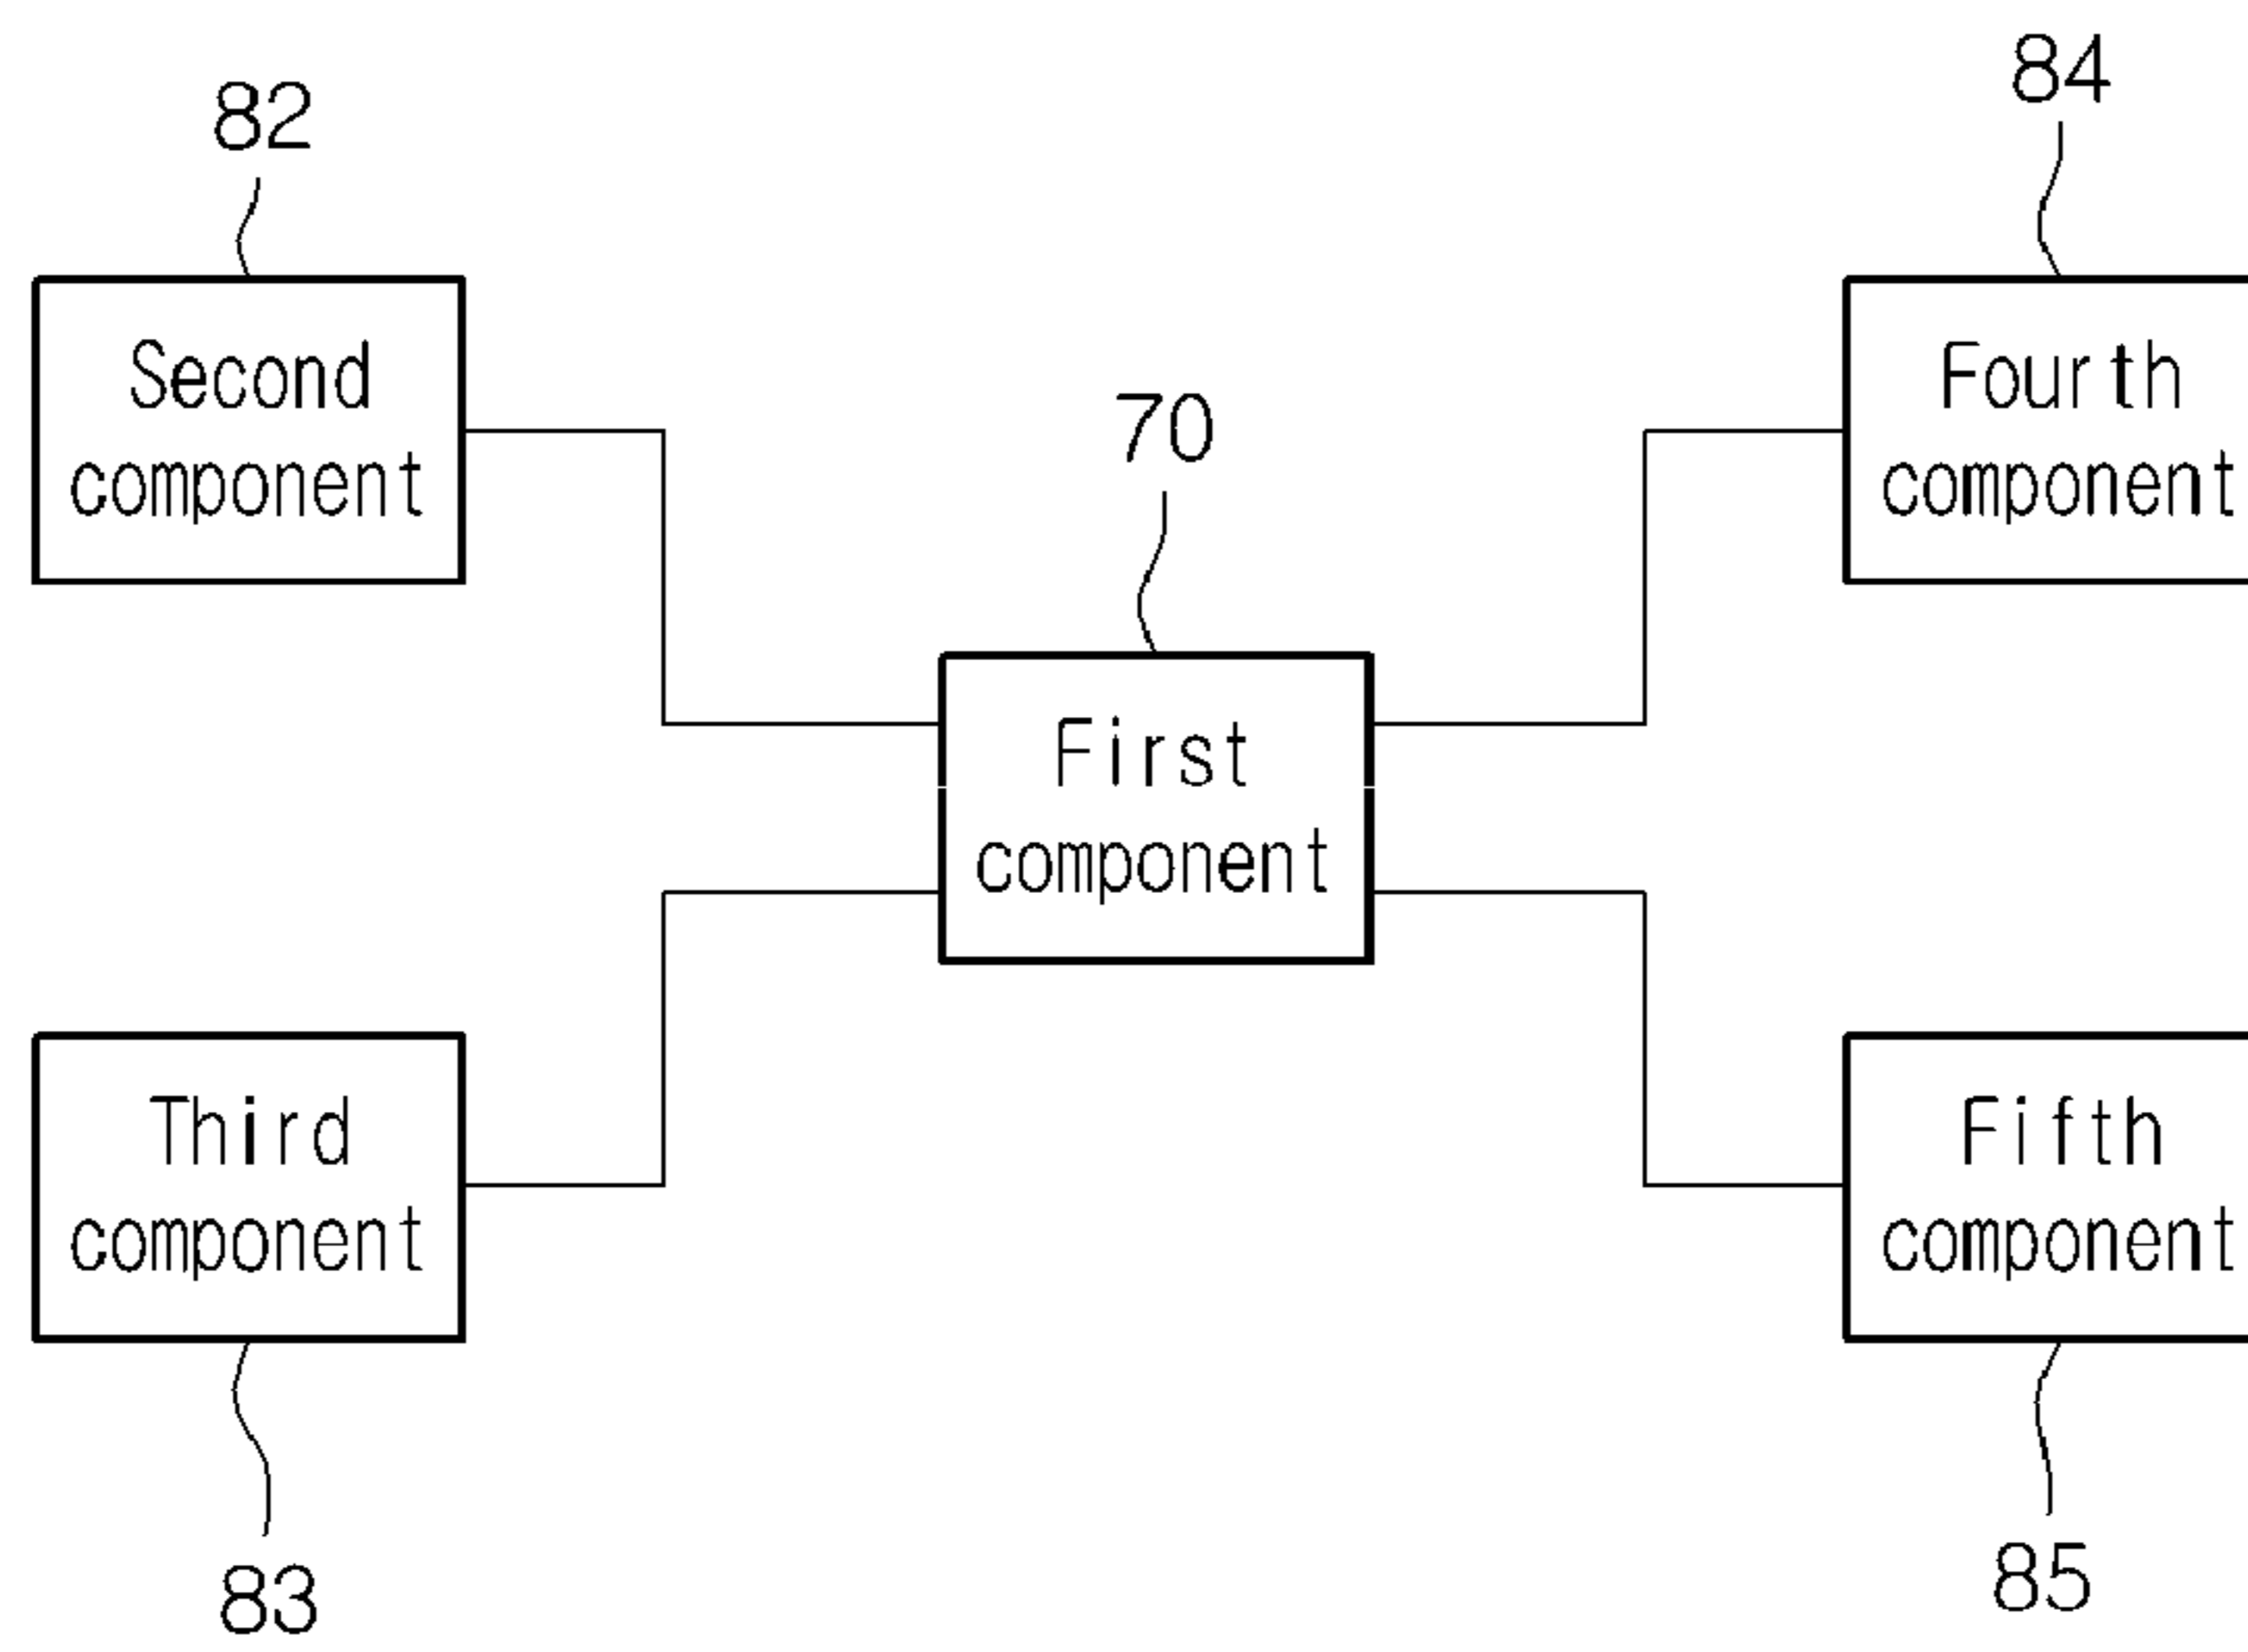 82
Second
component
84
Fourth
component
70
First
component
Third
component
83
Fifth
component
85